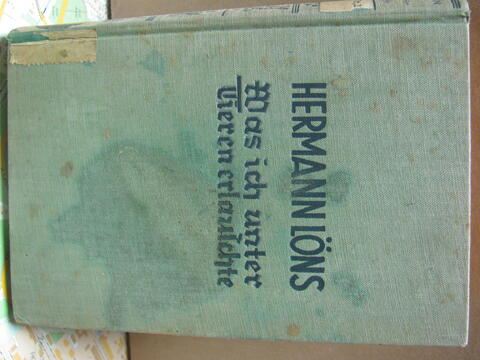 HERMANN LÖNS
Was ich unter
Tieren erlauschte